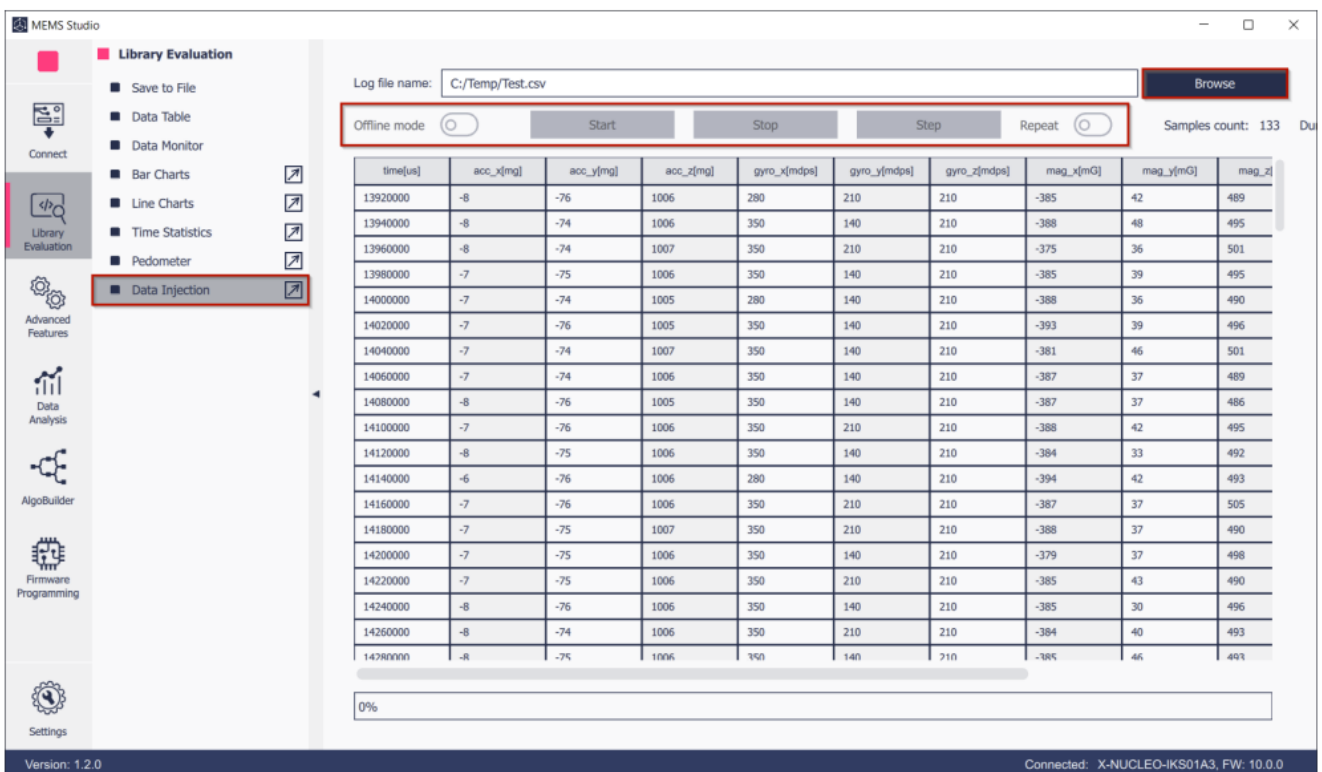 MEMS Studio
Connect
Library
Evaluation
Advanced
Features
Data
Analysis
AlgoBuilder
Firmware
Programming
Settings
Library Evaluation
Save to File
Data Table
Data Monitor
Bar Charts
Line Charts
Time Statistics
Pedometer
Data Injection
Log file name: C:/Temp/Test.csv Browse
Offline mode Start Stop Step Repeat Samples count: 133 Du
time[us] acc_x[mg] acc_y[mg] acc_z[mg] gyro_x[mdps] gyro_y[mdps] gyro_z[mdps] mag_x[mG] mag_y[mG] mag_z[
13920000 -8 -76 1006 280 210 210 -385 42 489
13940000 -8 -74 1006 350 140 210 -388 48 495
13960000 -8 -74 1007 350 210 210 -375 36 501
13980000 -7 -75 1006 350 140 210 -385 39 495
14000000 -7 -74 1005 280 140 210 -388 36 490
14020000 -7 -76 1005 350 140 210 -393 39 496
14040000 -7 -74 1007 350 140 210 -381 46 501
14060000 -7 -74 1006 350 140 210 -387 37 489
14080000 -8 -76 1005 350 140 210 -387 37 486
14100000 -7 -76 1006 350 210 210 -388 42 495
14120000 -8 -75 1006 350 140 210 -384 33 492
14140000 -6 -76 1006 280 140 210 -394 42 493
14160000 -7 -76 1006 350 210 210 -387 37 505
14180000 -7 -75 1007 350 210 210 -388 37 490
14200000 -7 -75 1006 350 140 210 -379 37 498
14220000 -7 -75 1006 350 210 210 -385 43 490
14240000 -8 -76 1006 350 140 210 -385 30 496
14260000 -8 -74 1006 350 210 210 -384 40 493
14280000 -8 -75 1006 350 140 210 -385 46 493
0%
Version: 1.2.0 Connected: X-NUCLEO-IKS01A3, FW: 10.0.0